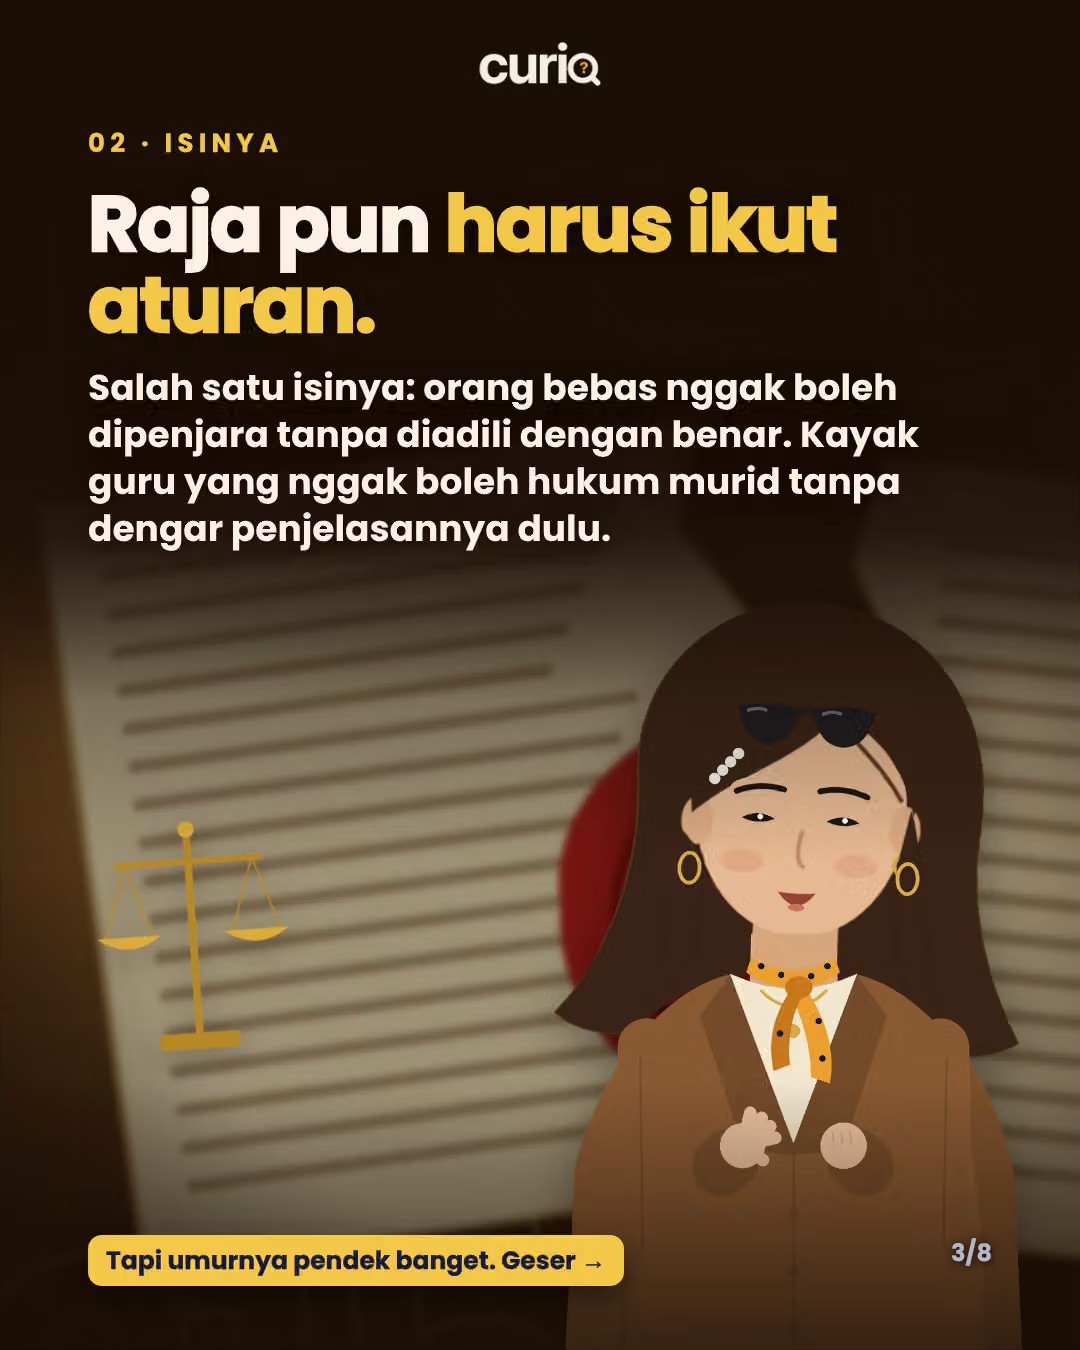 curiQ
02 · ISINYA
Raja pun harus ikut
aturan.
Salah satu isinya: orang bebas nggak boleh
dipenjara tanpa diadili dengan benar. Kayak
guru yang nggak boleh hukum murid tanpa
dengar penjelasannya dulu.
Tapi umurnya pendek banget. Geser →
3/8